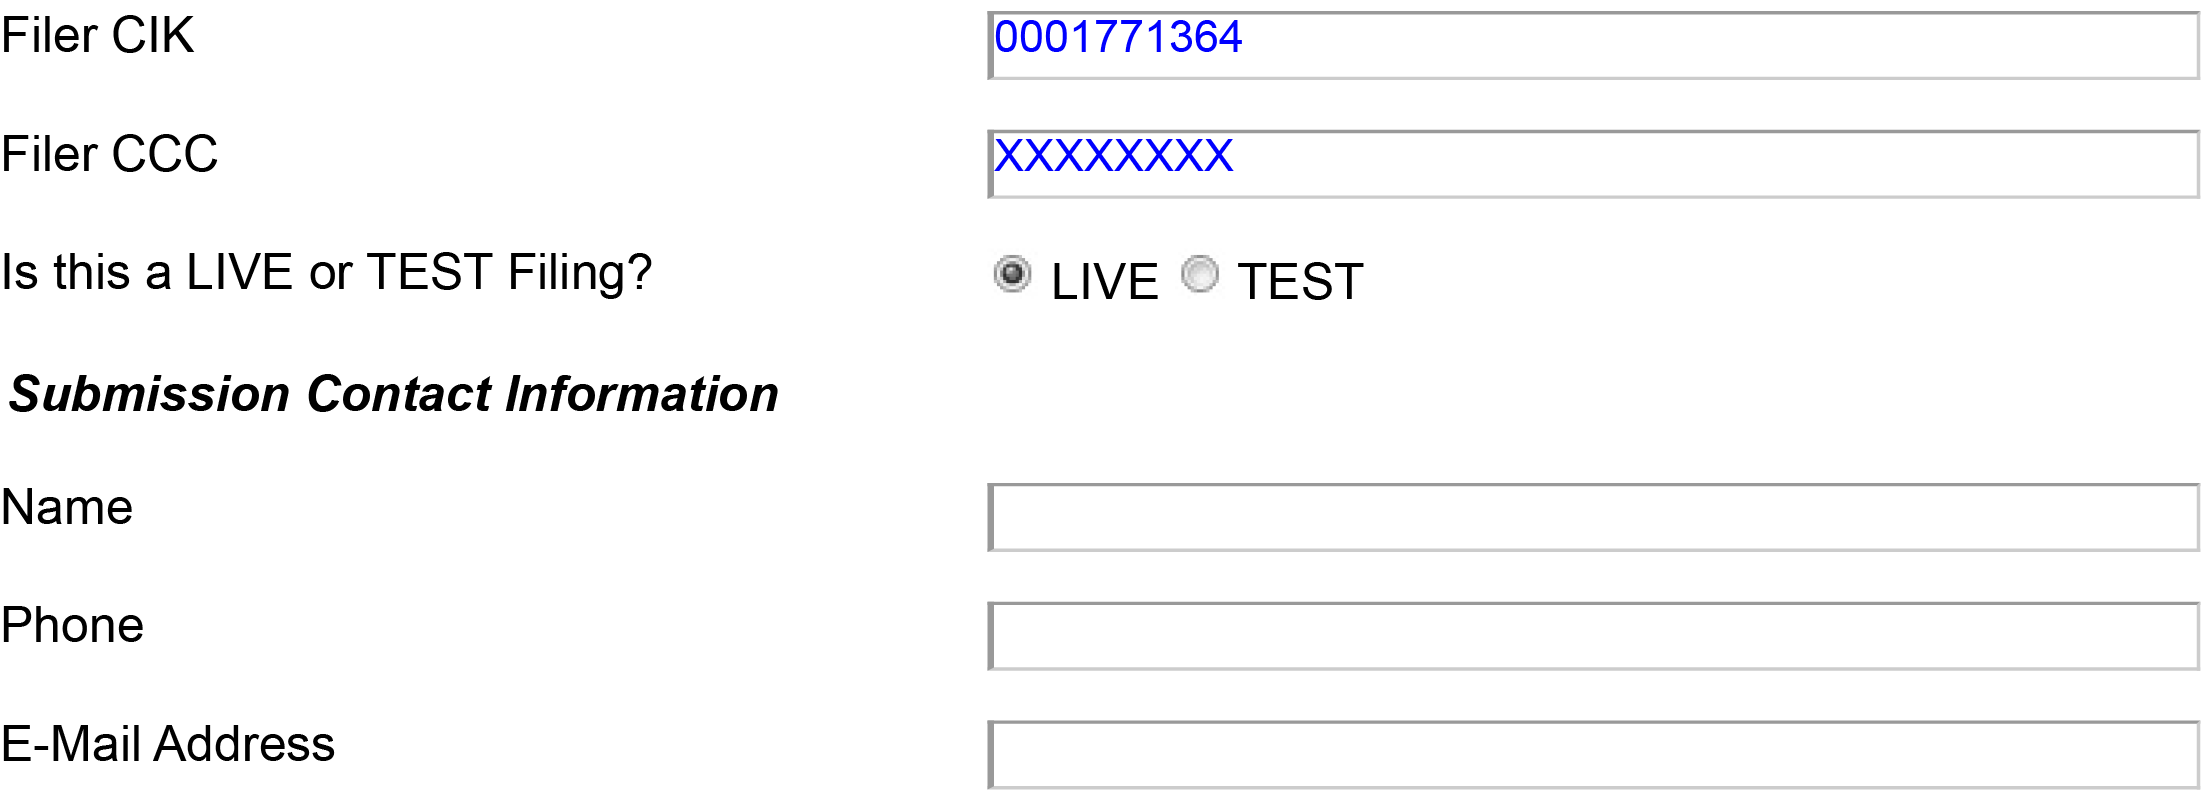 Filer CIK 0001771364
Filer CCC XXXXXXXX
Is this a LIVE or TEST Filing? LIVE TEST
Submission Contact Information
Name
Phone
E-Mail Address